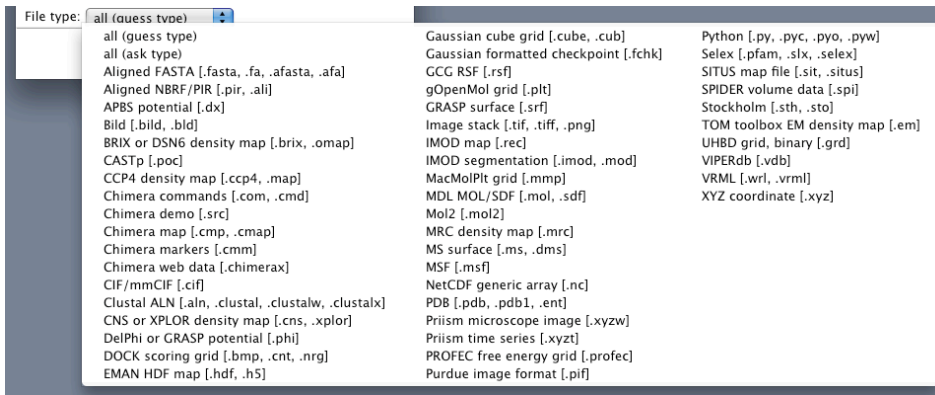 File type: all (guess type)
all (guess type)
all (ask type)
Aligned FASTA [.fasta, .fa, .afasta, .afa]
Aligned NBRF/PIR [.pir, .ali]
APBS potential [.dx]
Bild [.bild, .bld]
BRIX or DSN6 density map [.brix, .omap]
CASTp [.poc]
CCP4 density map [.ccp4, .map]
Chimera commands [.com, .cmd]
Chimera demo [.src]
Chimera map [.cmp, .cmap]
Chimera markers [.cmm]
Chimera web data [.chimerax]
CIF/mmCIF [.cif]
Clustal ALN [.aln, .clustal, .clustalw, .clustalx]
CNS or XPLOR density map [.cns, .xplor]
DelPhi or GRASP potential [.phi]
DOCK scoring grid [.bmp, .cnt, .nrg]
EMAN HDF map [.hdf, .h5]
Gaussian cube grid [.cube, .cub]
Gaussian formatted checkpoint [.fchk]
GCG RSF [.rsf]
gOpenMol grid [.plt]
GRASP surface [.srf]
Image stack [.tif, .tiff, .png]
IMOD map [.rec]
IMOD segmentation [.imod, .mod]
MacMolPlt grid [.mmp]
MDL MOL/SDF [.mol, .sdf]
Mol2 [.mol2]
MRC density map [.mrc]
MS surface [.ms, .dms]
MSF [.msf]
NetCDF generic array [.nc]
PDB [.pdb, .pdb1, .ent]
Priism microscope image [.xyzw]
Priism time series [.xyzt]
PROFEC free energy grid [.profec]
Purdue image format [.pif]
Python [.py, .pyc, .pyo, .pyw]
Selex [.pfam, .slx, .selex]
SITUS map file [.sit, .situs]
SPIDER volume data [.spi]
Stockholm [.sth, .sto]
TOM toolbox EM density map [.em]
UHBD grid, binary [.grd]
VIPERdb [.vdb]
VRML [.wrl, .vrml]
XYZ coordinate [.xyz]